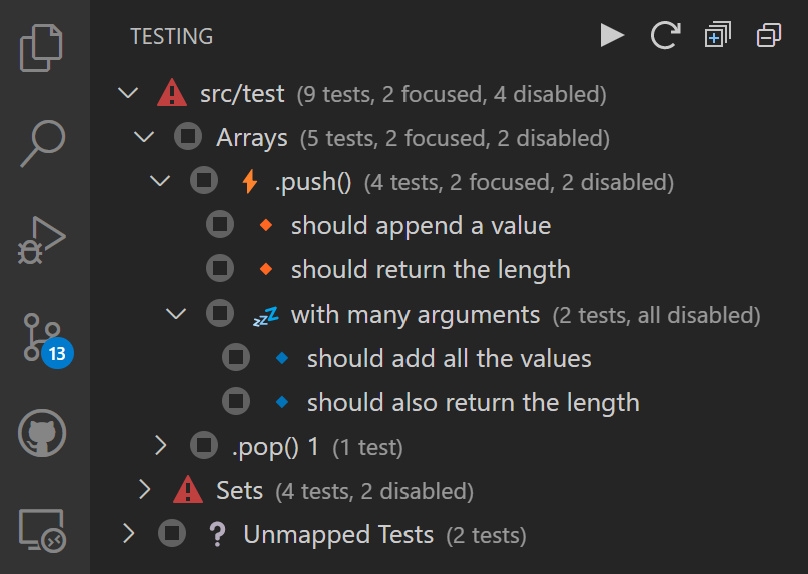 TESTING
src/test (9 tests, 2 focused, 4 disabled)
Arrays (5 tests, 2 focused, 2 disabled)
.push() (4 tests, 2 focused, 2 disabled)
should append a value
should return the length
with many arguments (2 tests, all disabled)
should add all the values
13
should also return the length
.pop() 1 (1 test)
Sets (4 tests, 2 disabled)
? Unmapped Tests (2 tests)